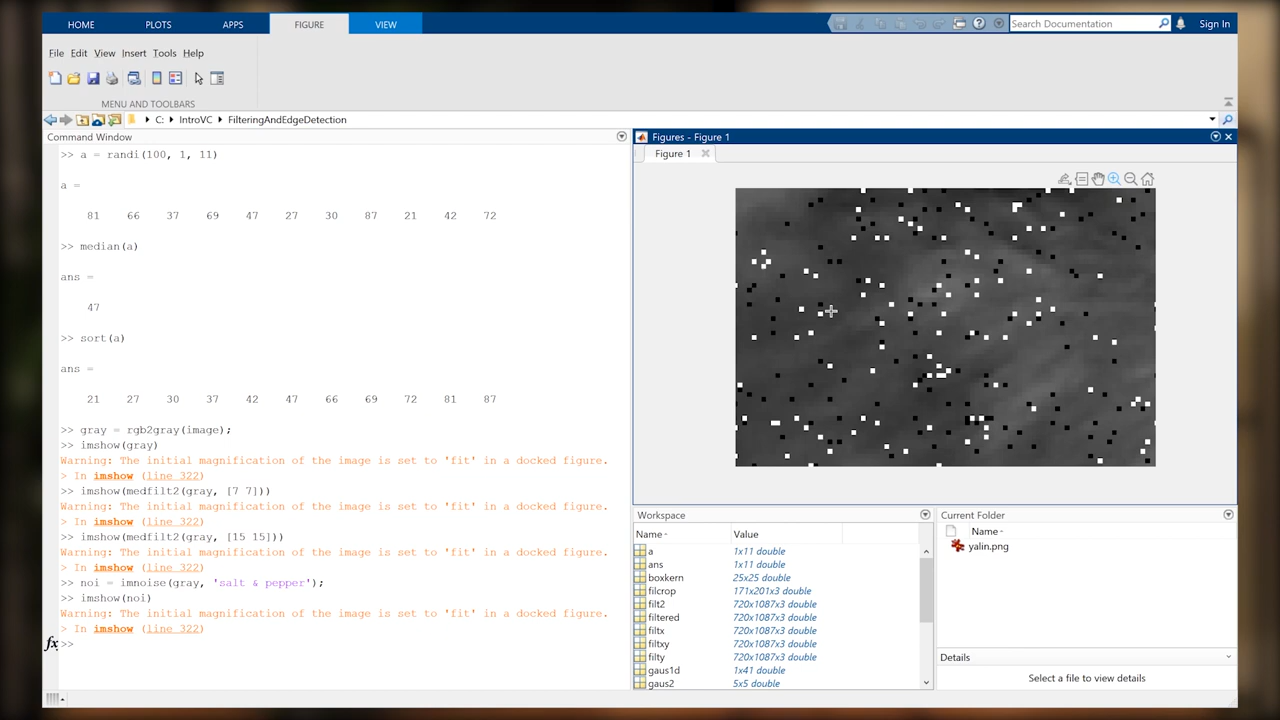 HOME PLOTS APPS FIGURE VIEW Search Documentation Sign In
File Edit View Insert Tools Help
MENU AND TOOLBARS
C: IntroVC FilteringAndEdgeDetection
Command Window
>> a = randi(100, 1, 11)
a =
81 66 37 69 47 27 30 87 21 42 72
>> median(a)
ans =
47
>> sort(a)
ans =
21 27 30 37 42 47 66 69 72 81 87
>> gray = rgb2gray(image);
>> imshow(gray)
Warning: The initial magnification of the image is set to 'fit' in a docked figure.
> In imshow (line 322)
>> imshow(medfilt2(gray, [7 7]))
Warning: The initial magnification of the image is set to 'fit' in a docked figure.
> In imshow (line 322)
>> imshow(medfilt2(gray, [15 15]))
Warning: The initial magnification of the image is set to 'fit' in a docked figure.
> In imshow (line 322)
>> noi = imnoise(gray, 'salt & pepper');
>> imshow(noi)
Warning: The initial magnification of the image is set to 'fit' in a docked figure.
> In imshow (line 322)
fx >>
Figures - Figure 1
Figure 1
Workspace
Name Value
a 1x11 double
ans 1x11 double
boxkern 25x25 double
filcrop 171x201x3 double
filt2 720x1087x3 double
filtered 720x1087x3 double
filtx 720x1087x3 double
filtxy 720x1087x3 double
filty 720x1087x3 double
gaus1d 1x41 double
gaus2 5x5 double
Current Folder
Name
yalin.png
Details
Select a file to view details